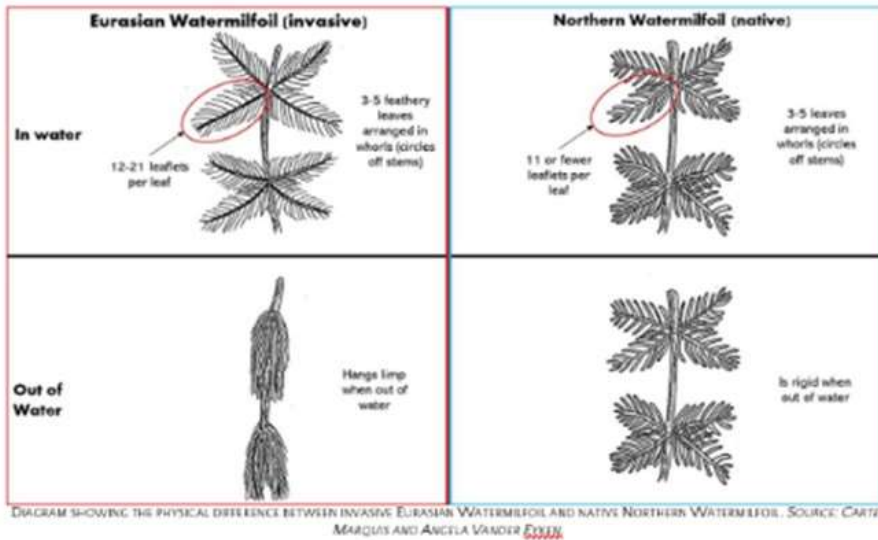 Eurasian Watermilfoil (invasive)
Northern Watermilfoil (native)
In water
3-5 feathery
leaves
arranged in
whorls (circles
off stems)
12-21 leaflets
per leaf
3-5 leaves
arranged in
whorls (circles
off stems)
11 or fewer
leaflets per
leaf
Out of
Water
Hangs limp
when out of
water
Is rigid when
out of water
DIAGRAM SHOWING THE PHYSICAL DIFFERENCE BETWEEN INVASIVE EURASIAN WATERMILFOIL AND NATIVE NORTHERN WATERMILFOIL. SOURCE: CARTE
MARQUIS AND ANGELA VANDER EYKEN.